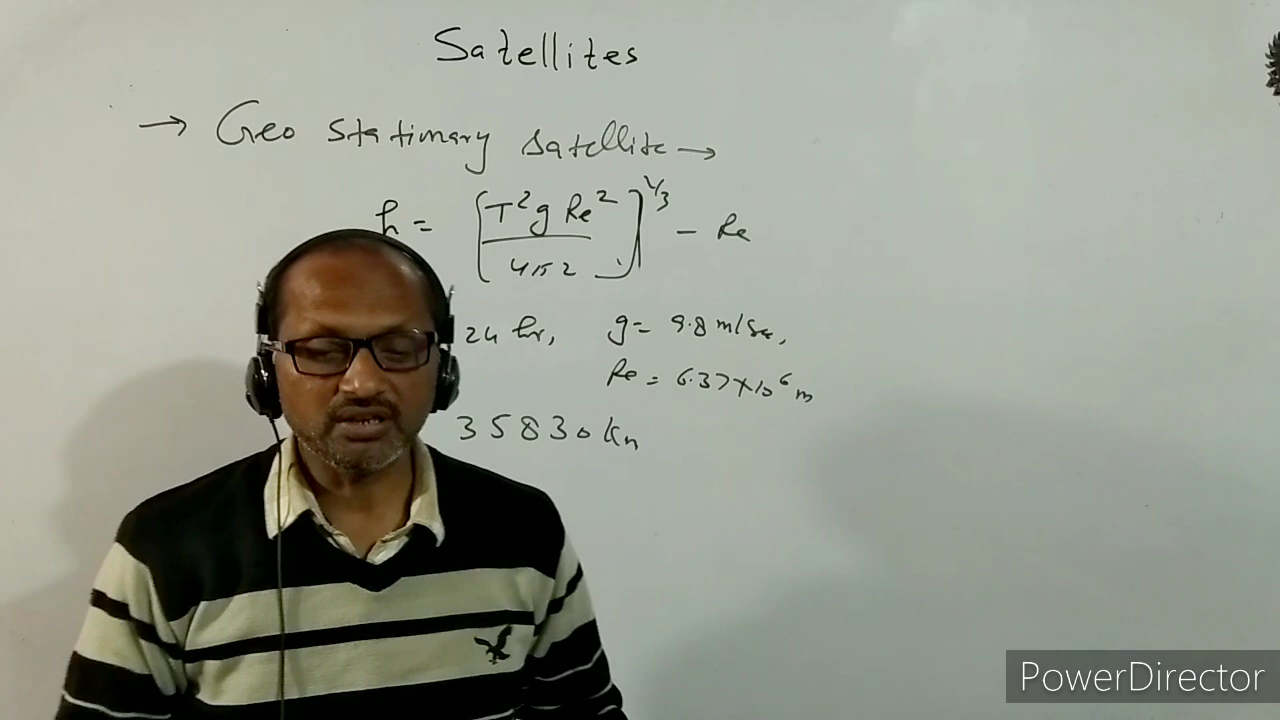 Satellites
→ Geo stationary satellite →
h = [T²g Re² / 4π²]^1/3 − Re
24 hr, g = 9.8 m/sec,
Re = 6.37×10⁶ m
35830 km
PowerDirector